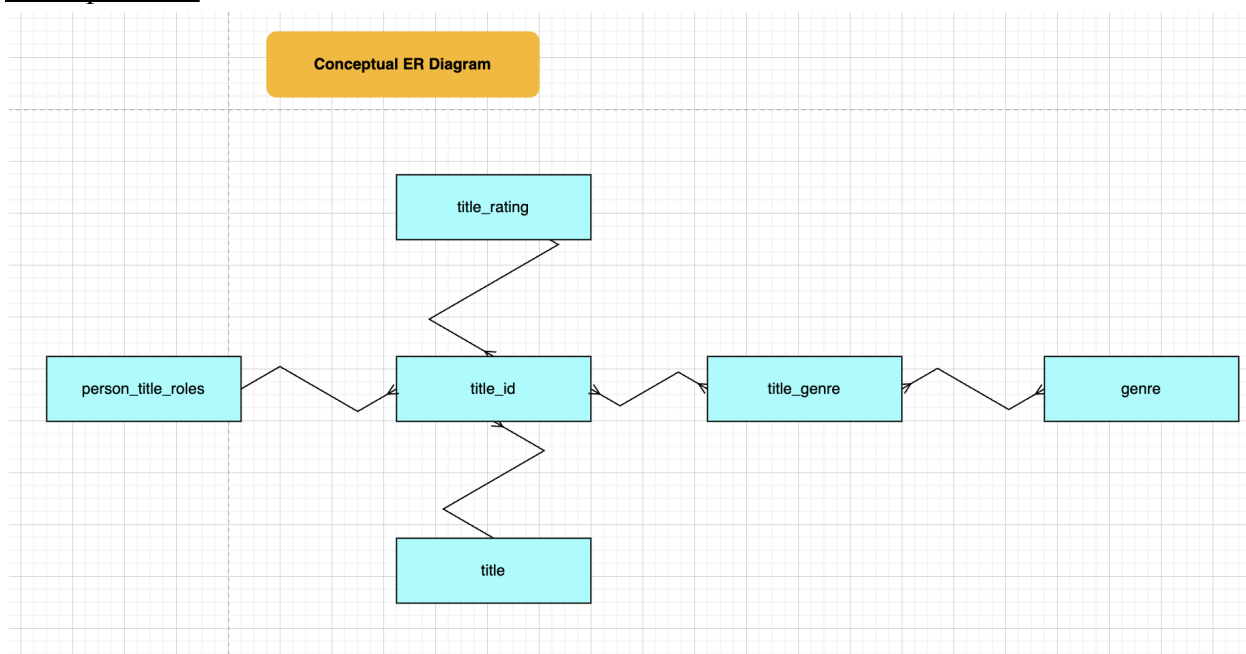 Conceptual ER Diagram
title_rating
person_title_roles
title_id
title_genre
genre
title